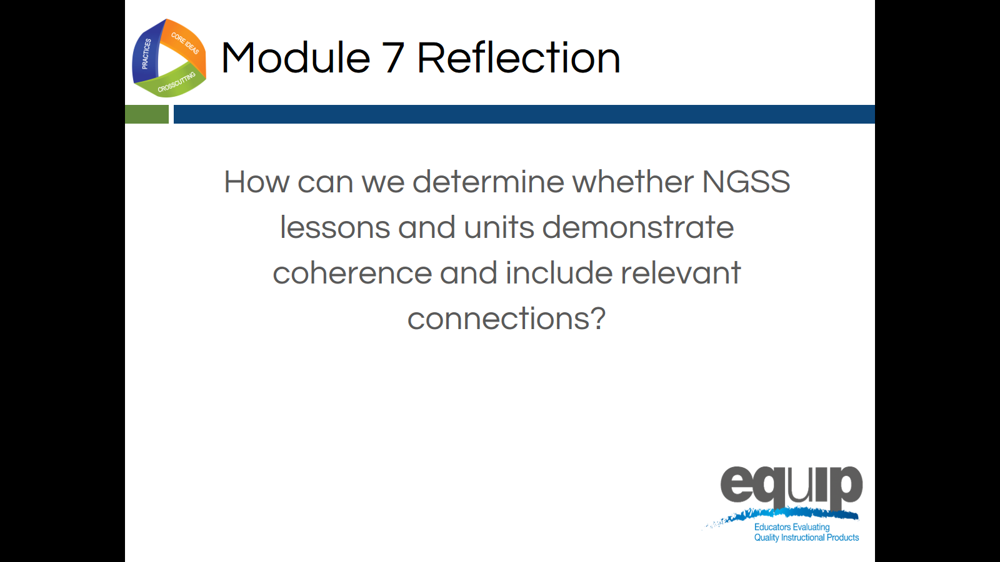 PRACTICES
CORE IDEAS
CROSSCUTTING
Module 7 Reflection
How can we determine whether NGSS
lessons and units demonstrate
coherence and include relevant
connections?
equip
Educators Evaluating
Quality Instructional Products